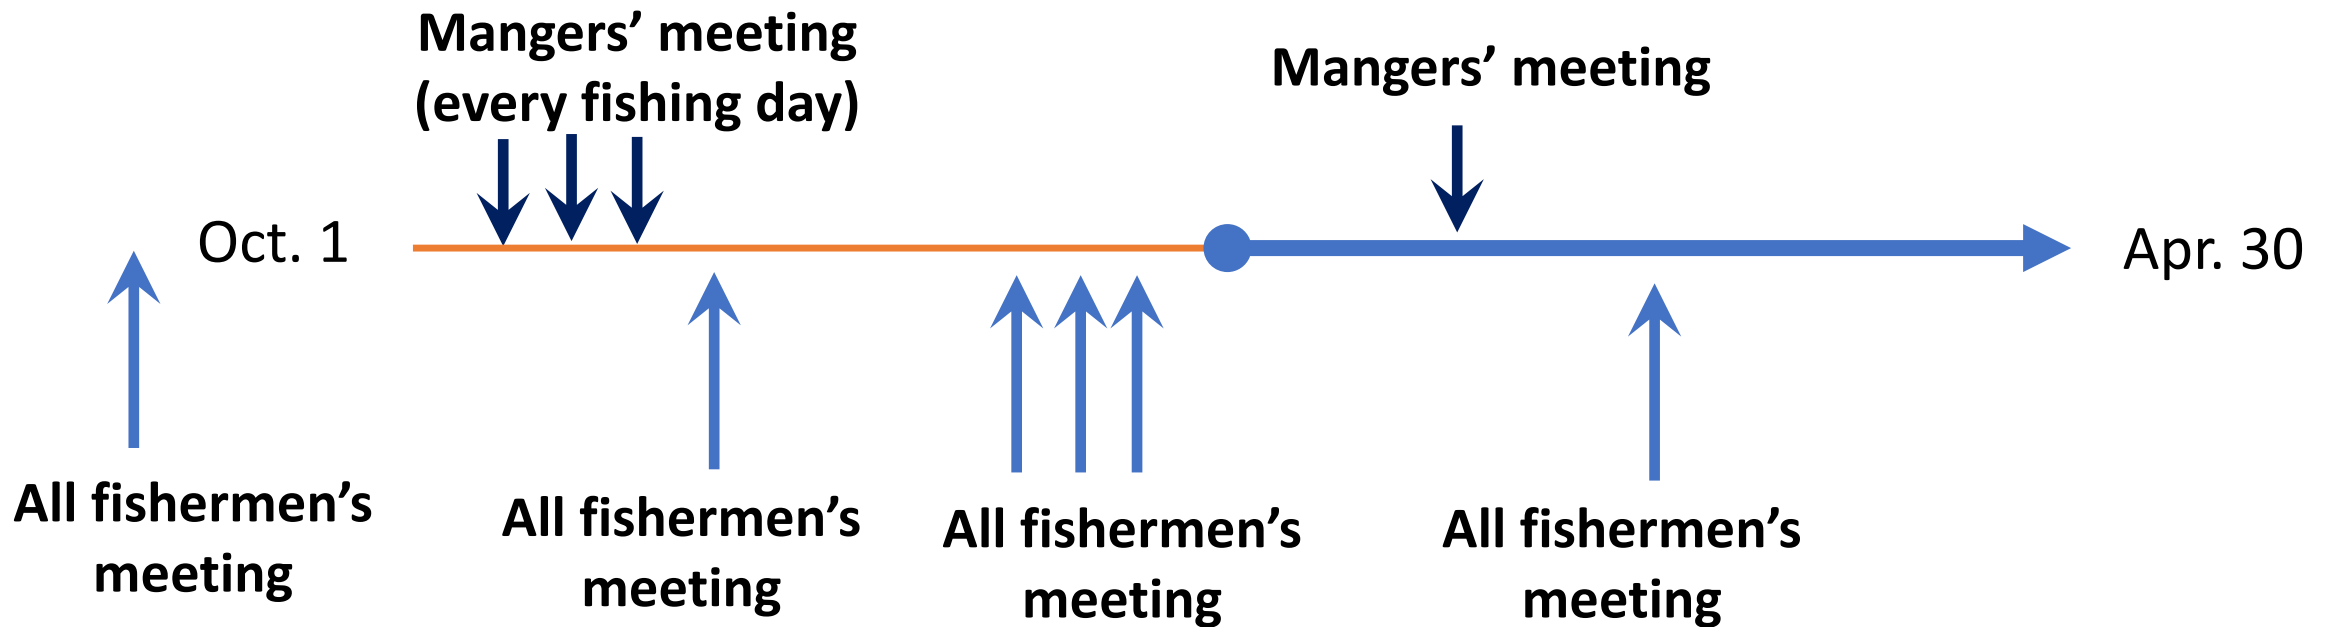 Mangers’ meeting
(every fishing day)
Mangers’ meeting
Oct. 1
Apr. 30
All fishermen’s
meeting
All fishermen’s
meeting
All fishermen’s
meeting
All fishermen’s
meeting